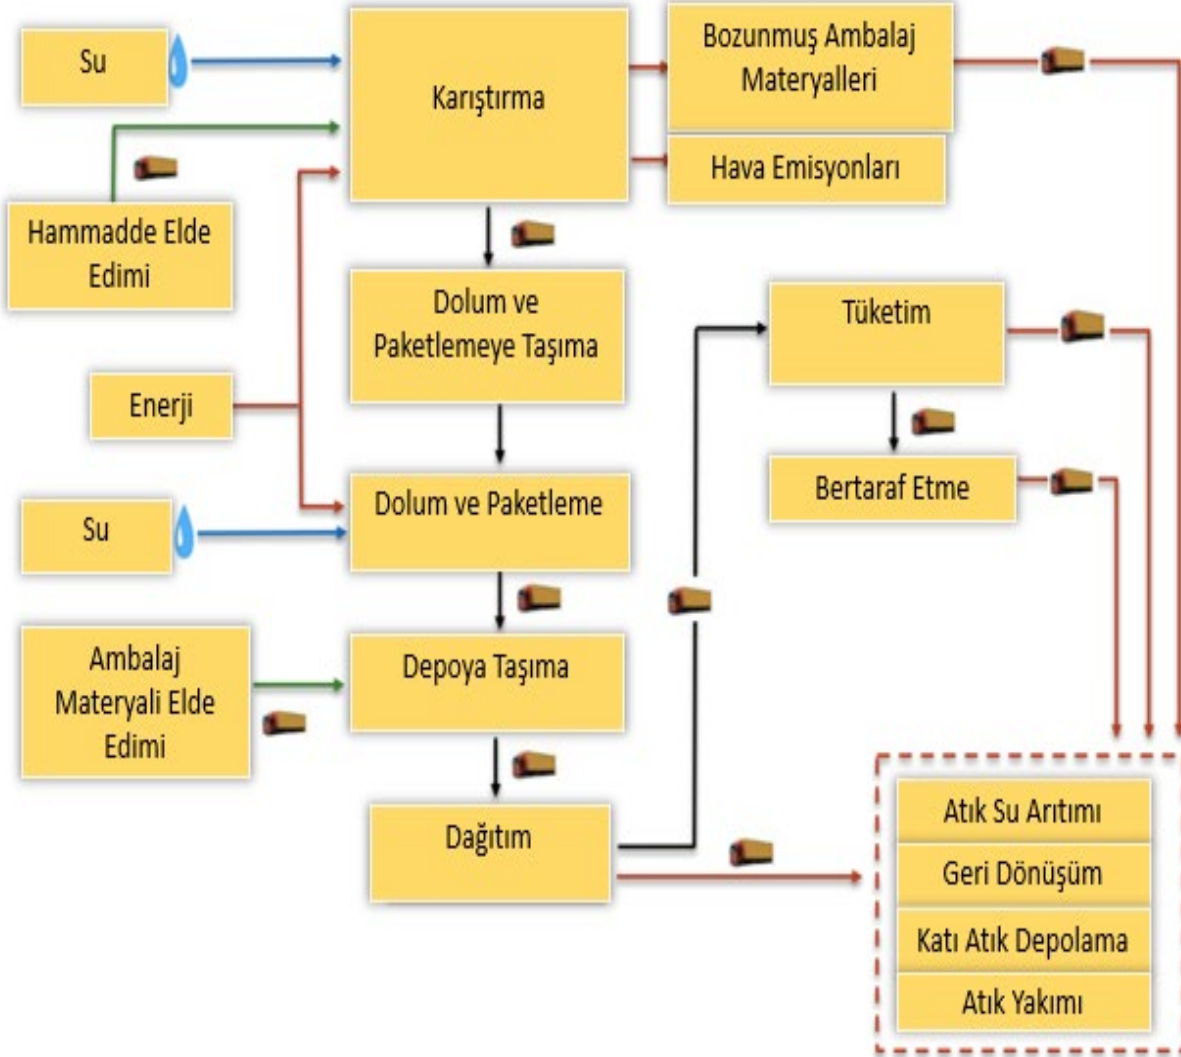 Su
Karıştırma
Bozunmuş Ambalaj
Materyalleri
Hava Emisyonları
Hammadde Elde
Edimi
Dolum ve
Paketlemeye Taşıma
Tüketim
Enerji
Dolum ve Paketleme
Bertaraf Etme
Su
Ambalaj
Materyali Elde
Edimi
Depoya Taşıma
Dağıtım
Atık Su Arıtımı
Geri Dönüşüm
Katı Atık Depolama
Atık Yakımı